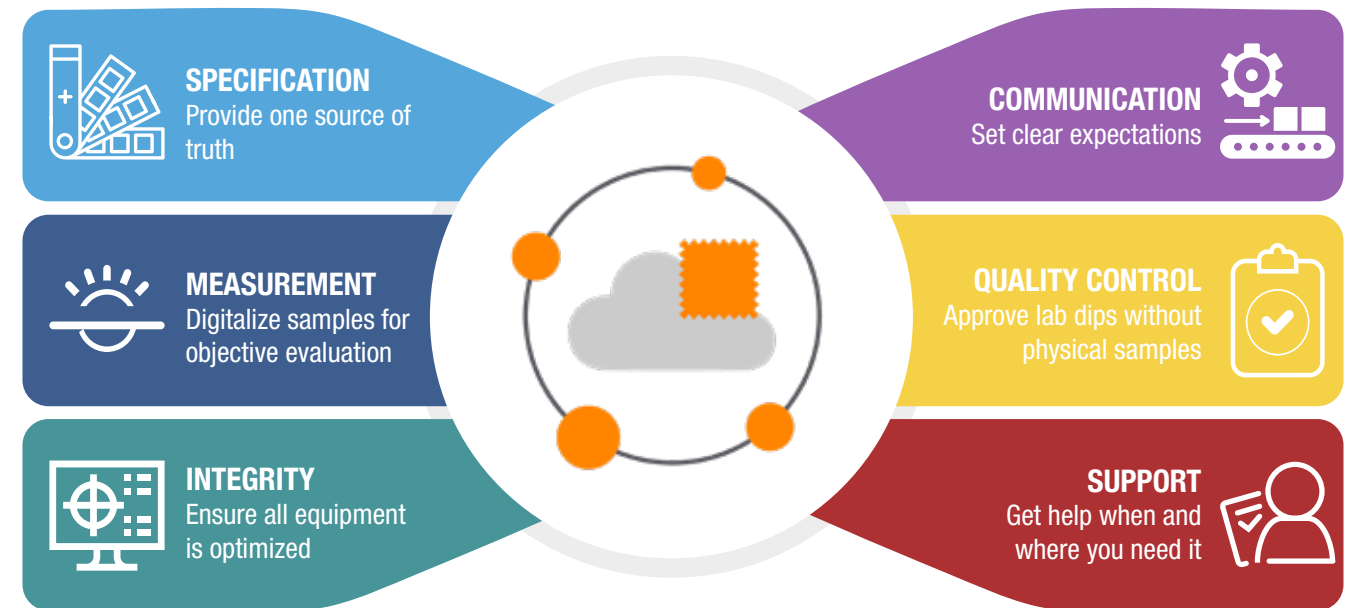 SPECIFICATION
Provide one source of
truth
MEASUREMENT
Digitalize samples for
objective evaluation
INTEGRITY
Ensure all equipment
is optimized
COMMUNICATION
Set clear expectations
QUALITY CONTROL
Approve lab dips without
physical samples
SUPPORT
Get help when and
where you need it